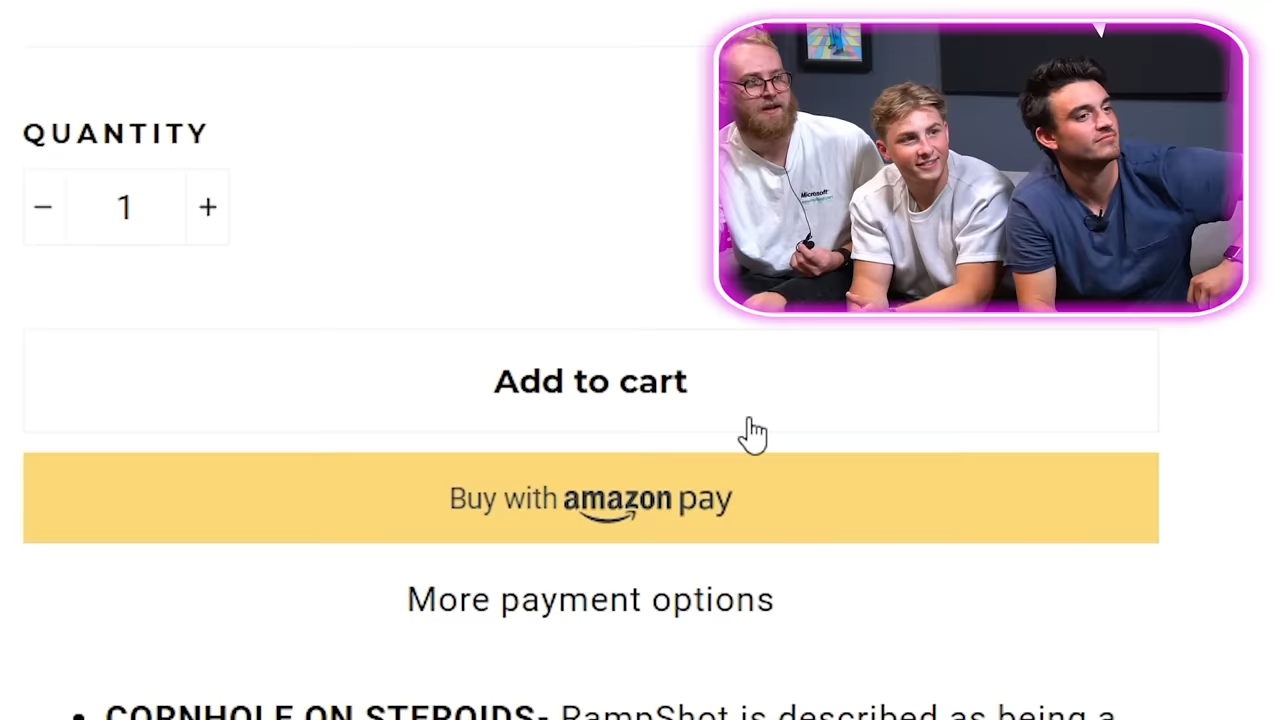 QUANTITY
− 1 +
Microsoft
Add to cart
Buy with amazon pay
More payment options
• CORNHOLE ON STEROIDS- RampShot is described as being a